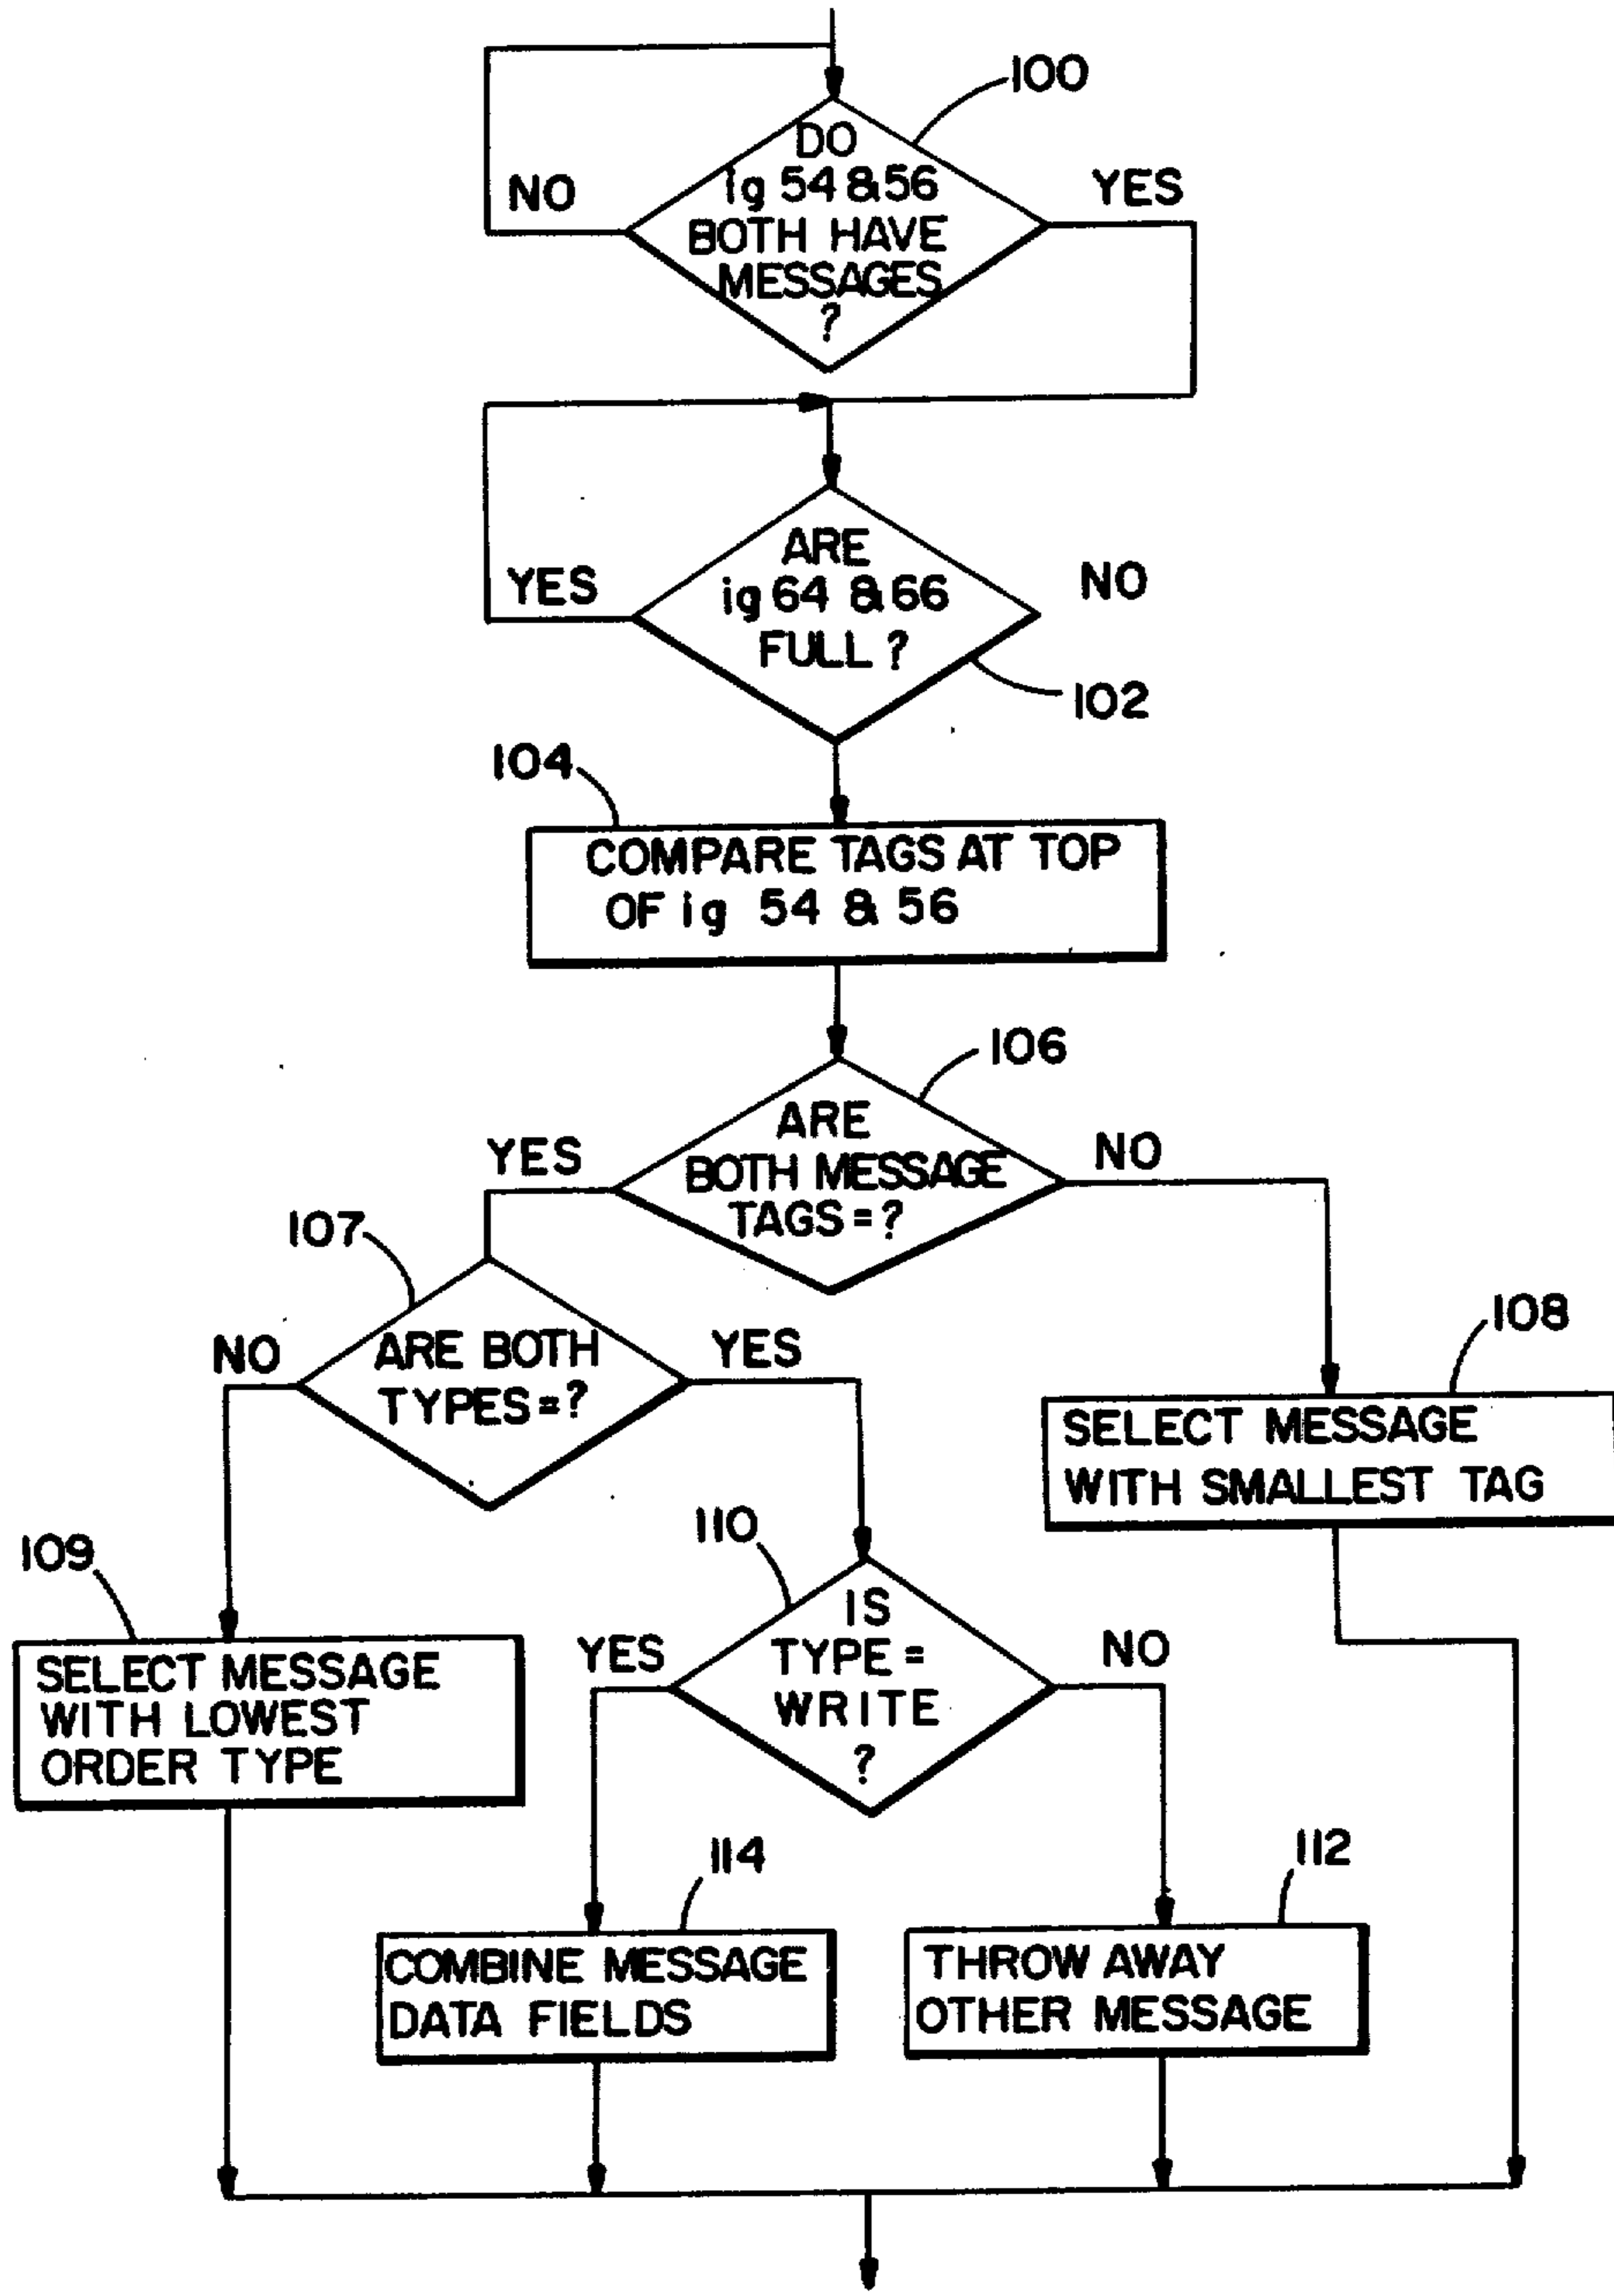 100
DO
ig 54 & 56
BOTH HAVE
MESSAGES
?
NO
YES
ARE
ig 64 & 66
FULL ?
YES
NO
102
104
COMPARE TAGS AT TOP
OF ig 54 & 56
106
ARE
BOTH MESSAGE
TAGS = ?
YES
NO
107
ARE BOTH
TYPES = ?
NO
YES
108
SELECT MESSAGE
WITH SMALLEST TAG
109
SELECT MESSAGE
WITH LOWEST
ORDER TYPE
110
IS
TYPE =
WRITE
?
YES
NO
114
COMBINE MESSAGE
DATA FIELDS
112
THROW AWAY
OTHER MESSAGE